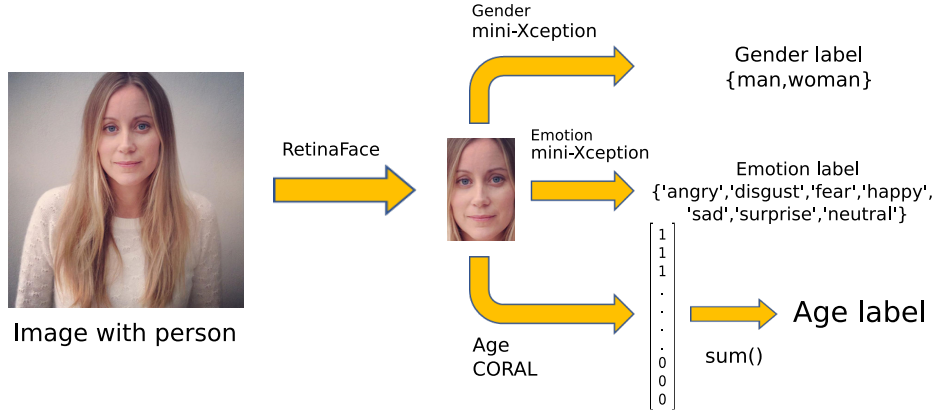 Gender
mini-Xception
Gender label
{man,woman}
RetinaFace
Emotion
mini-Xception
Emotion label
{'angry','disgust','fear','happy',
'sad','surprise','neutral'}
Image with person
Age
CORAL
1
1
1
.
.
.
.
0
0
0
sum()
Age label